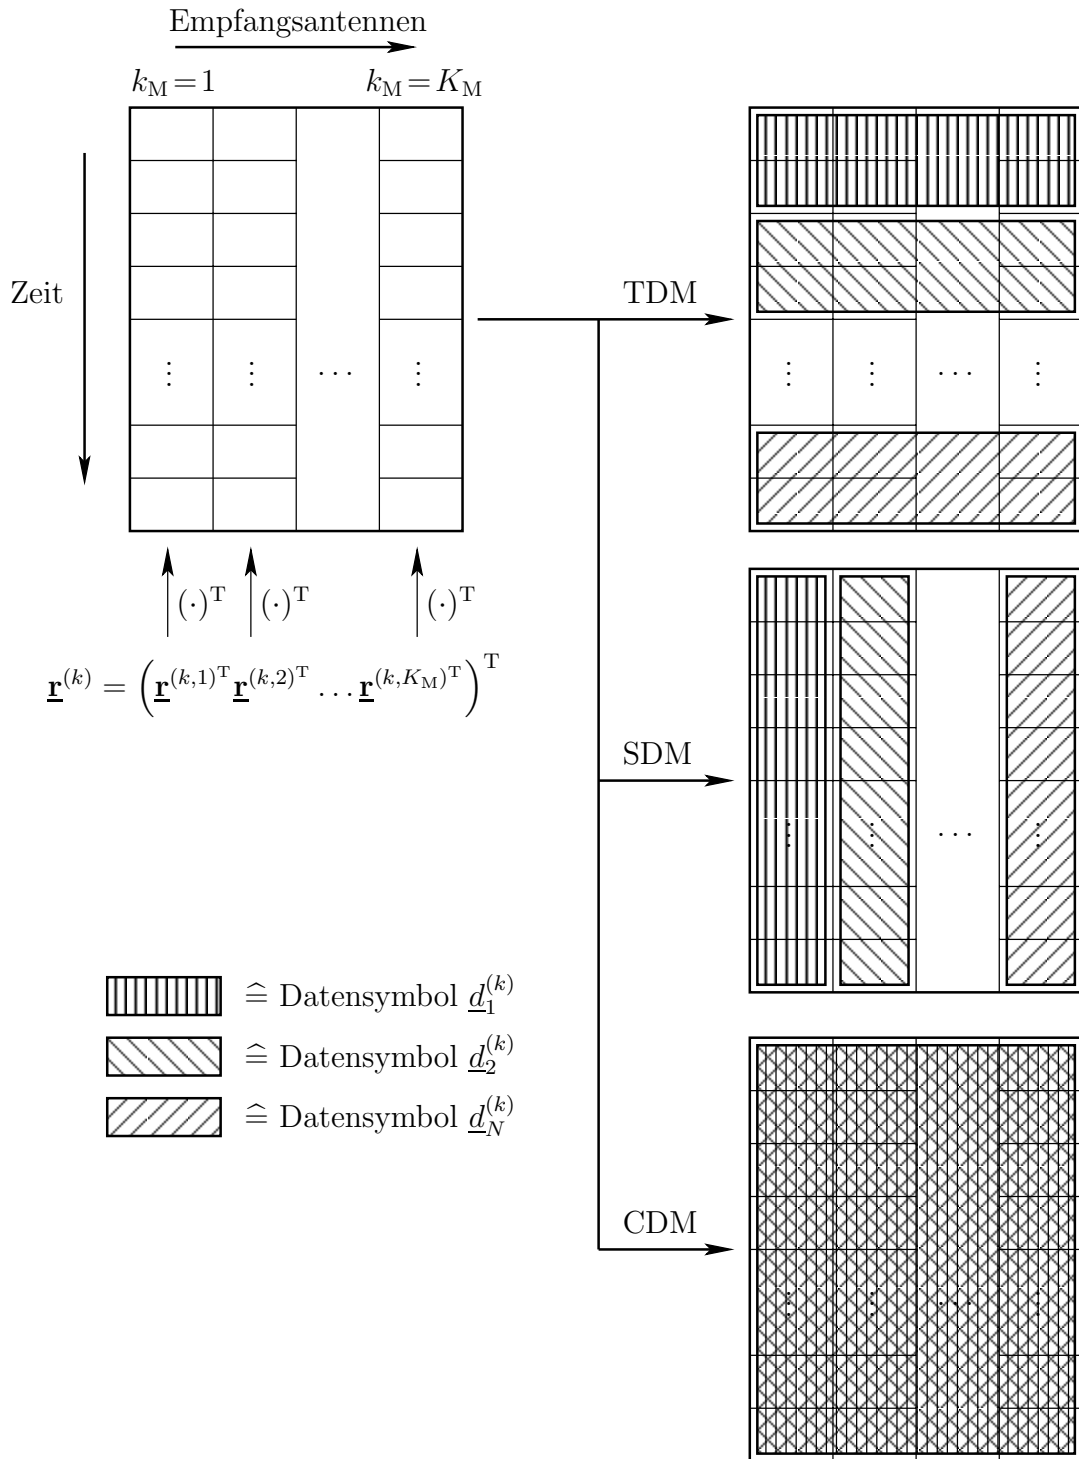 Empfangsantennen
k_M = 1 k_M = K_M
Zeit
⋮ ⋮ ⋯ ⋮
(·)^T (·)^T (·)^T
r^(k) = (r^(k,1)^T r^(k,2)^T … r^(k,K_M)^T)^T
TDM
⋮ ⋮ ⋯ ⋮
SDM
⋮ ⋮ ⋯ ⋮
≙ Datensymbol d_1^(k)
≙ Datensymbol d_2^(k)
≙ Datensymbol d_N^(k)
CDM
⋮ ⋮ ⋯ ⋮